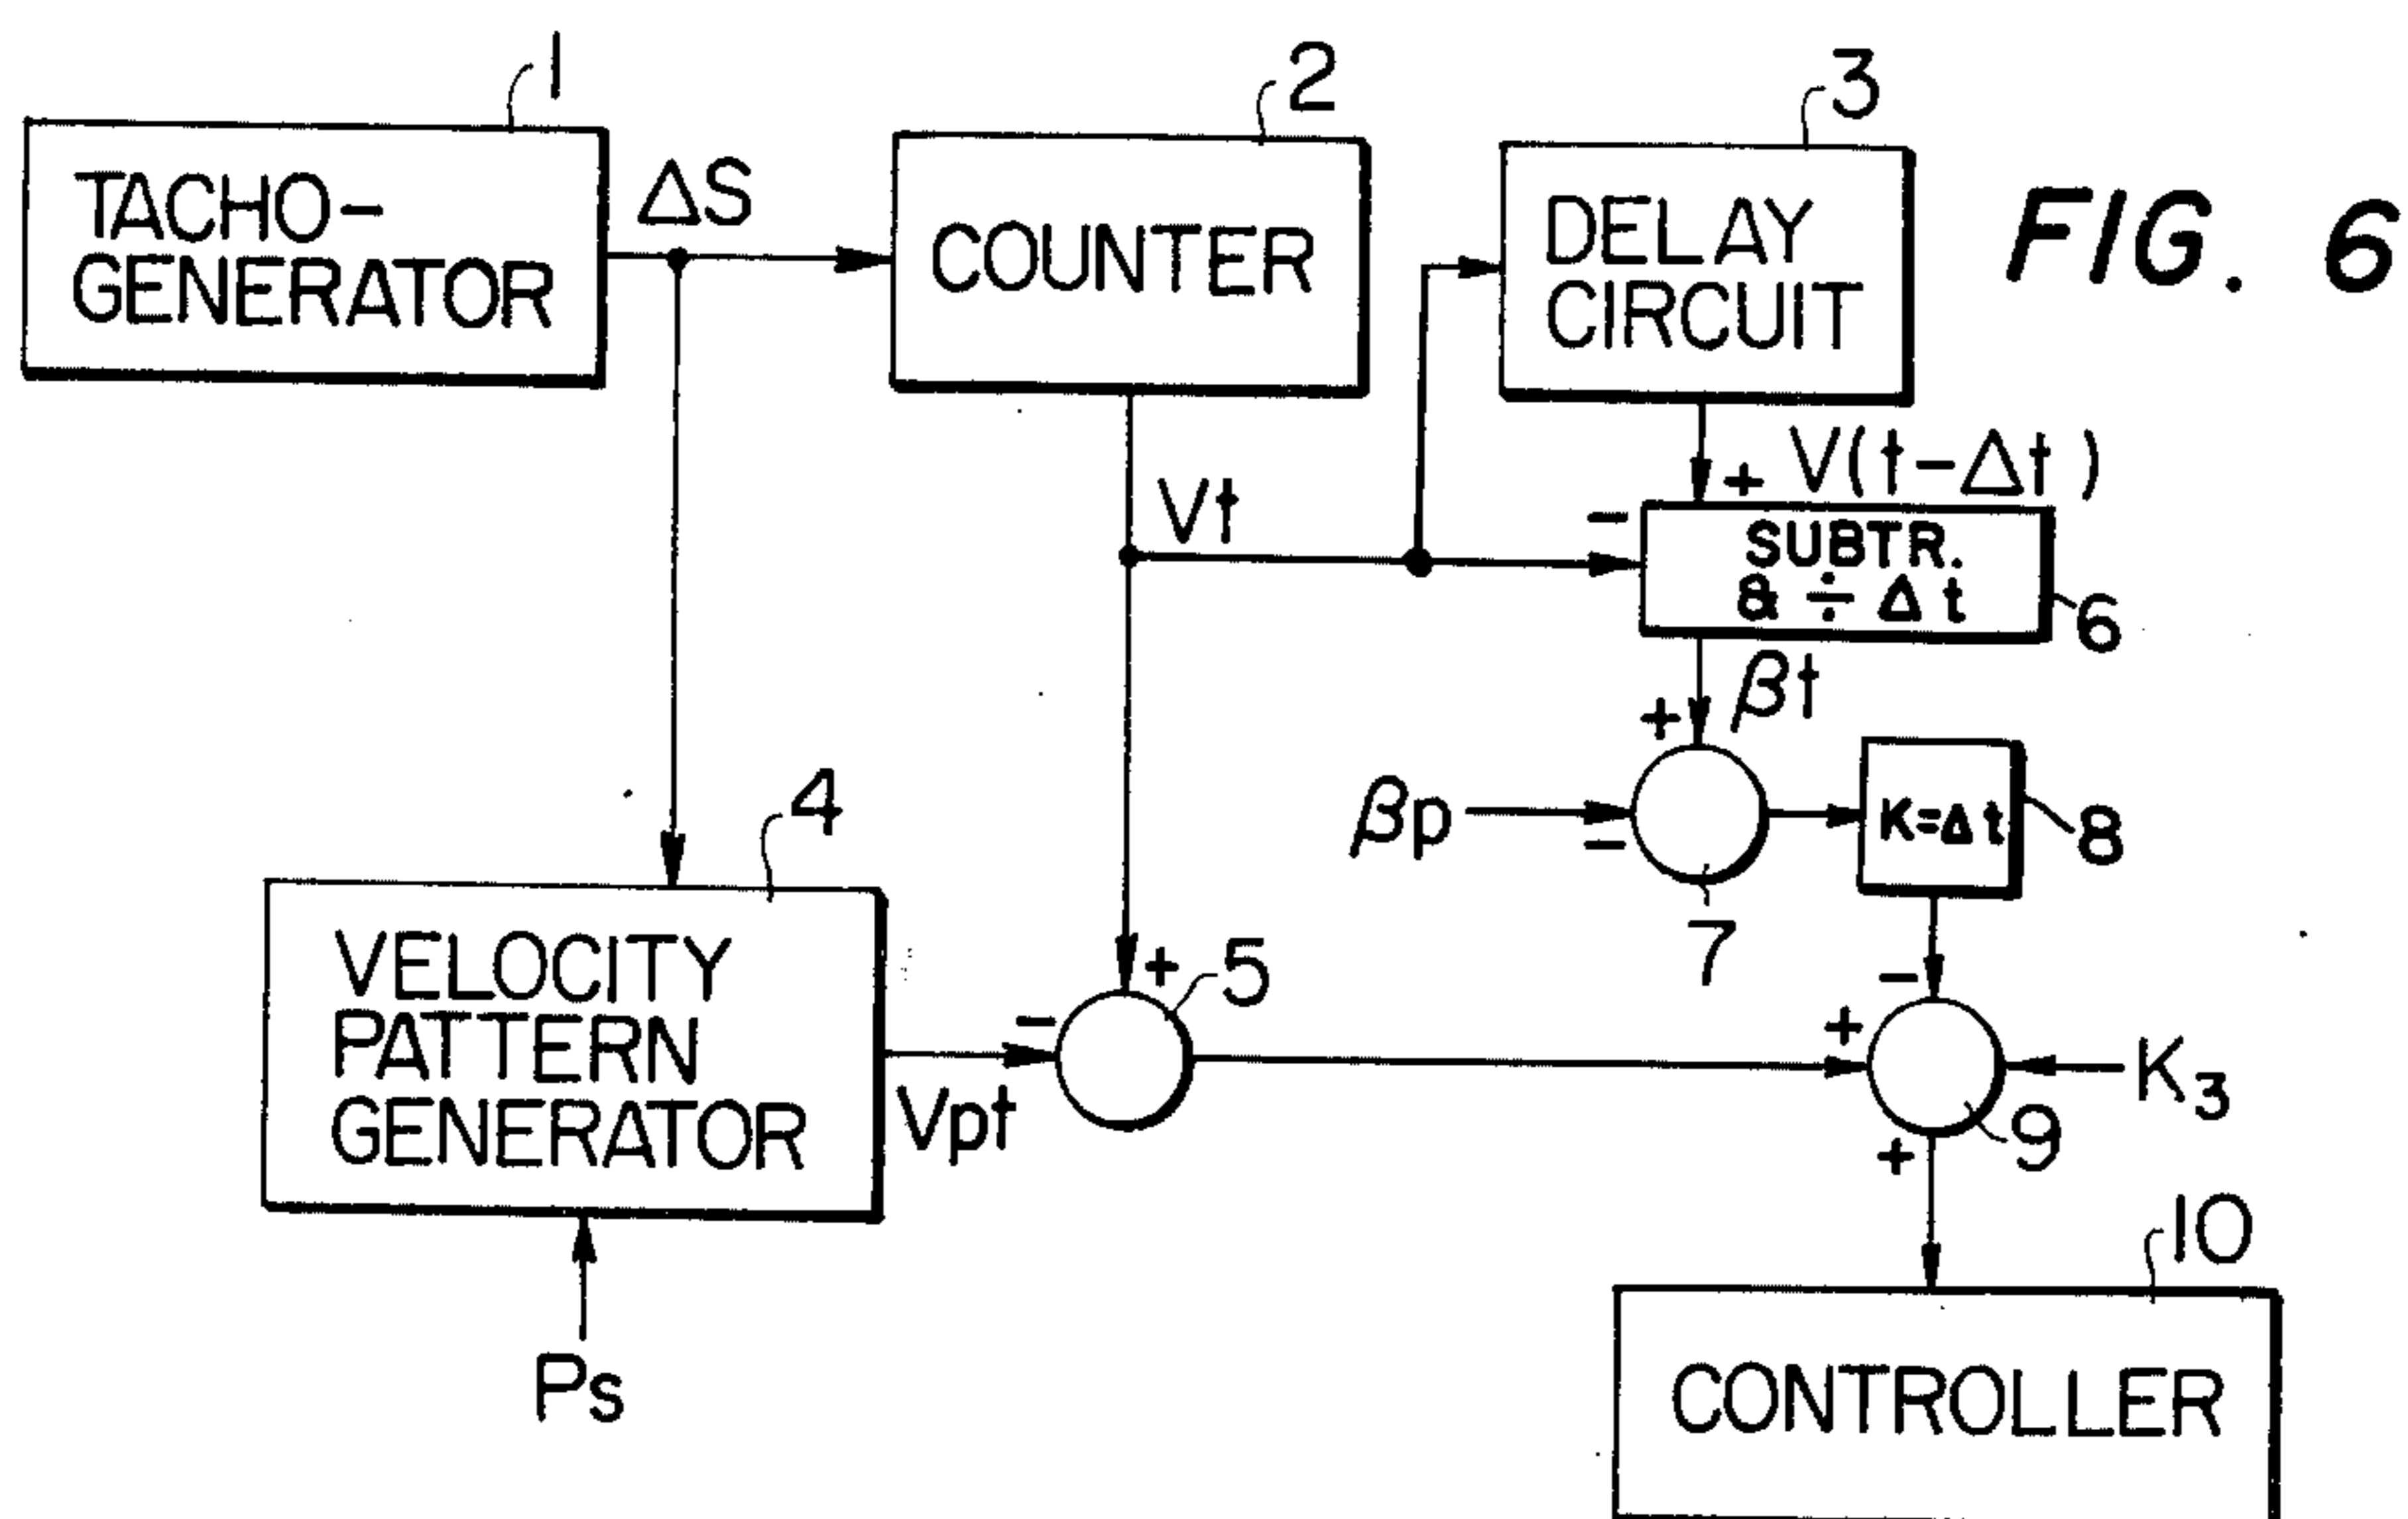 1
2
3
TACHO-
GENERATOR
ΔS
COUNTER
DELAY
CIRCUIT
FIG. 6
Vt
+ V(t-Δt)
-
SUBTR.
& ÷ Δt
6
+ βt
βp
-
7
K=Δt
8
4
VELOCITY
PATTERN
GENERATOR
Vpt
-
+
5
-
+
K3
9
+
Ps
10
CONTROLLER